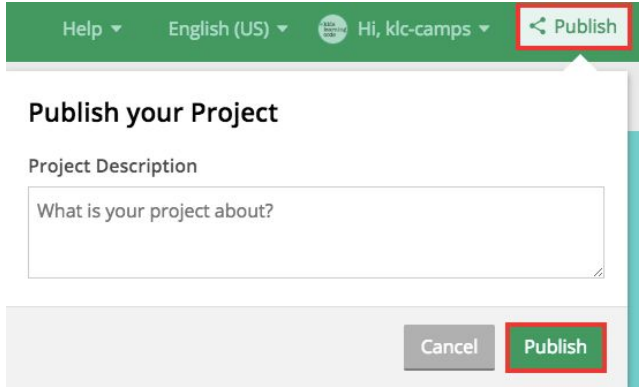 Help English (US) Hi, klc-camps Publish
Publish your Project
Project Description
What is your project about?
Cancel Publish